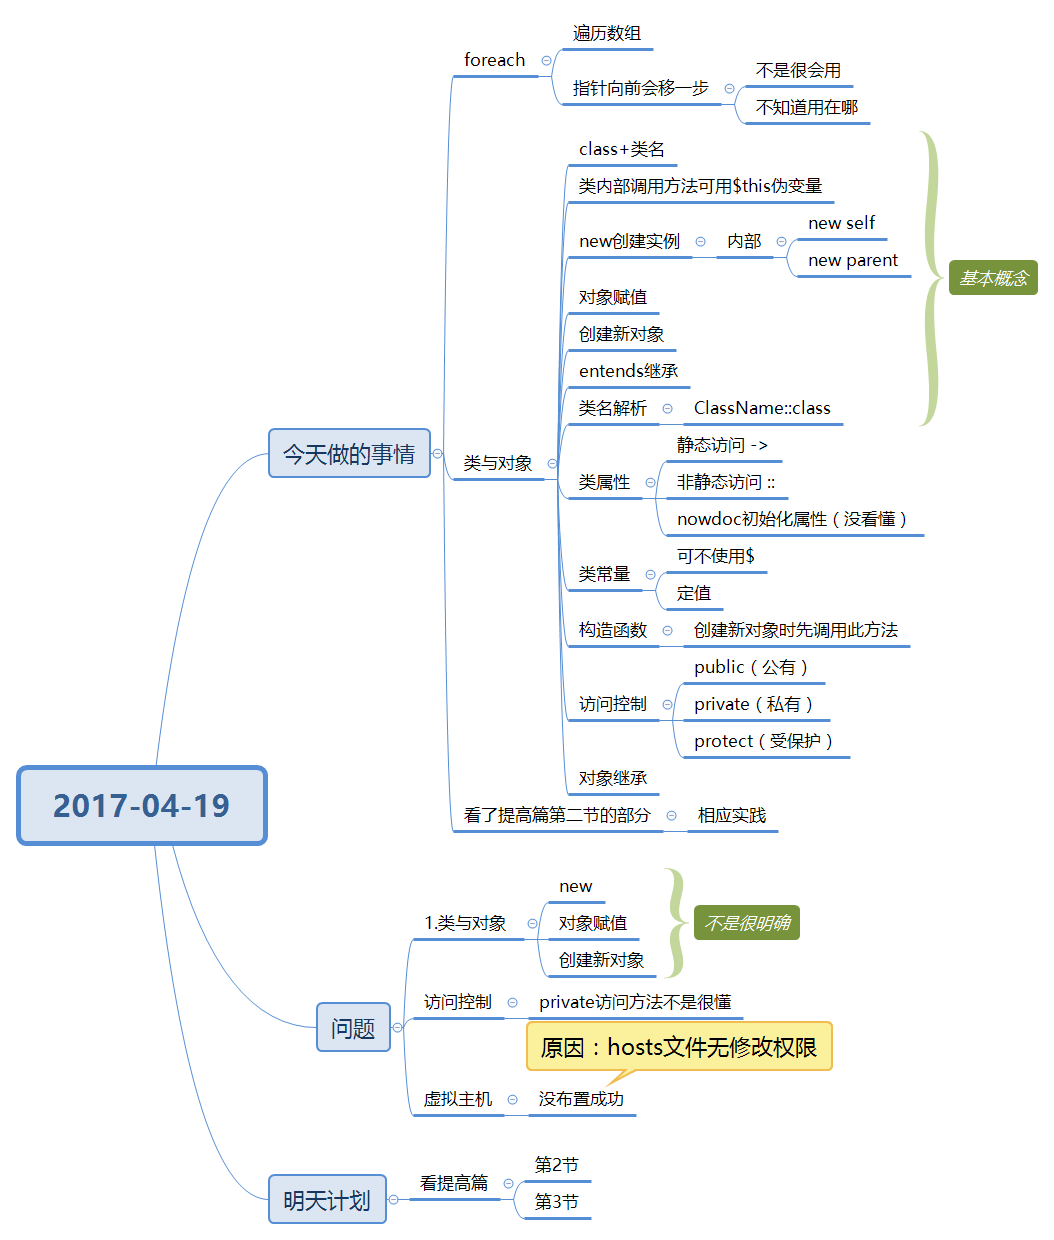 2017-04-19
今天做的事情
foreach
遍历数组
指针向前会移一步
不是很会用
不知道用在哪
类与对象
class+类名
类内部调用方法可用$this伪变量
new创建实例
内部
new self
new parent
对象赋值
创建新对象
entends继承
类名解析
ClassName::class
基本概念
类属性
静态访问 ->
非静态访问 ::
nowdoc初始化属性（没看懂）
类常量
可不使用$
定值
构造函数
创建新对象时先调用此方法
访问控制
public（公有）
private（私有）
protect（受保护）
对象继承
看了提高篇第二节的部分
相应实践
问题
1.类与对象
new
对象赋值
创建新对象
不是很明确
访问控制
private访问方法不是很懂
虚拟主机
没布置成功
原因：hosts文件无修改权限
明天计划
看提高篇
第2节
第3节